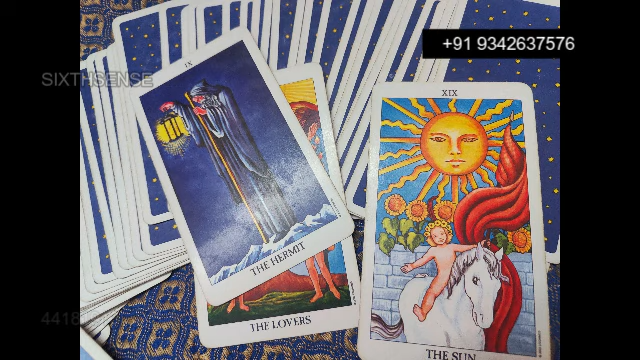 +91 9342637576
SIXTHSENSE
IX
THE HERMIT
THE LOVERS
XIX
THE SUN